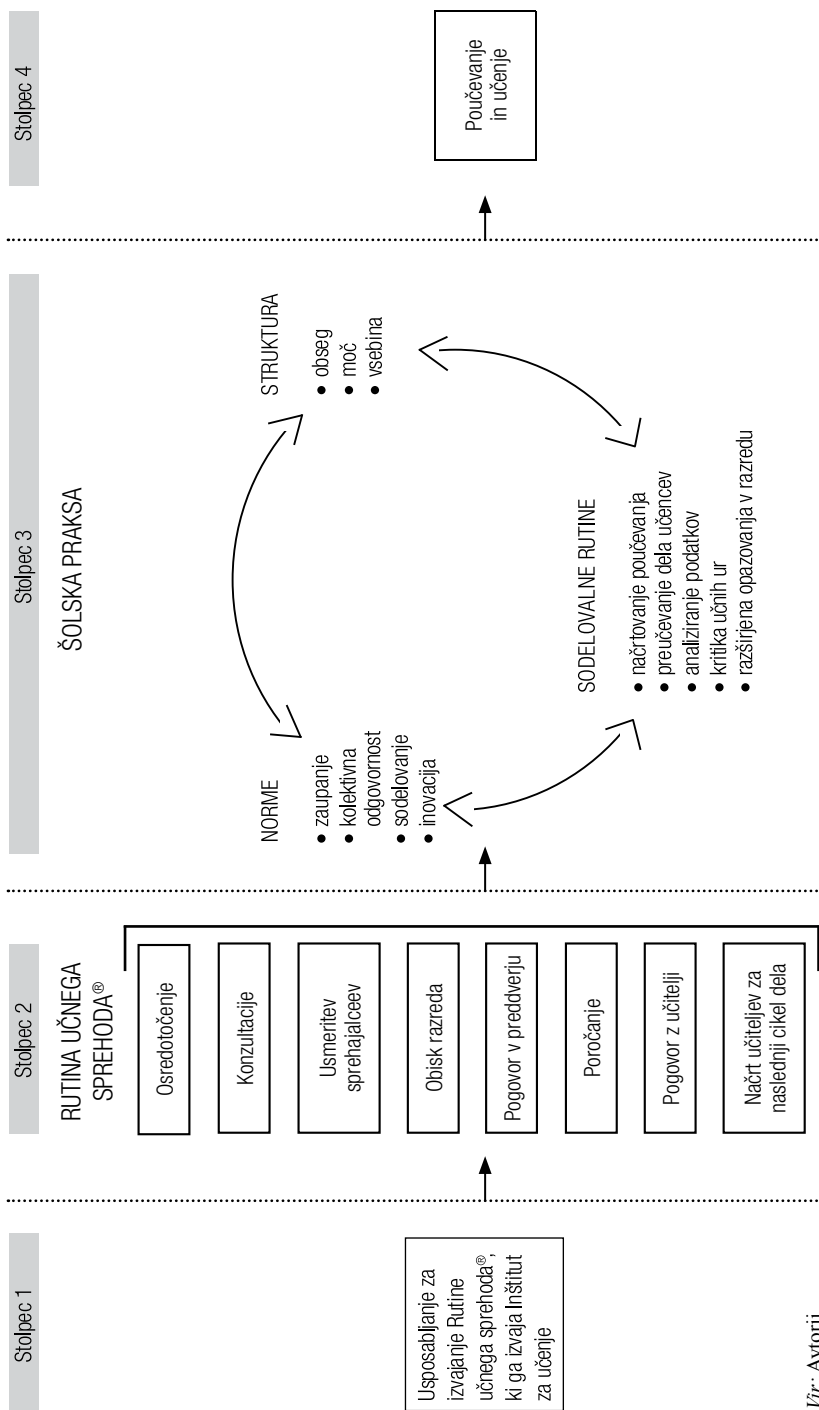 Stolpec 1
Usposabljanje za
izvajanje Rutine
učnega sprehoda®,
ki ga izvaja Inštitut
za učenje
Stolpec 2
RUTINA UČNEGA
SPREHODA®
Osredotočenje
Konzultacije
Usmeritev
sprehajalceev
Obisk razreda
Pogovor v preddverju
Poročanje
Pogovor z učitelji
Načrt učiteljev za
naslednji cikel dela
Stolpec 3
ŠOLSKA PRAKSA
NORME
• zaupanje
• kolektivna
odgovornost
• sodelovanje
• inovacija
STRUKTURA
• obseg
• moč
• vsebina
SODELOVALNE RUTINE
• načrtovanje poučevanja
• preučevanje dela učencev
• analiziranje podatkov
• kritika učnih ur
• razširjena opazovanja v razredu
Stolpec 4
Poučevanje
in učenje
Vir: Avtorji